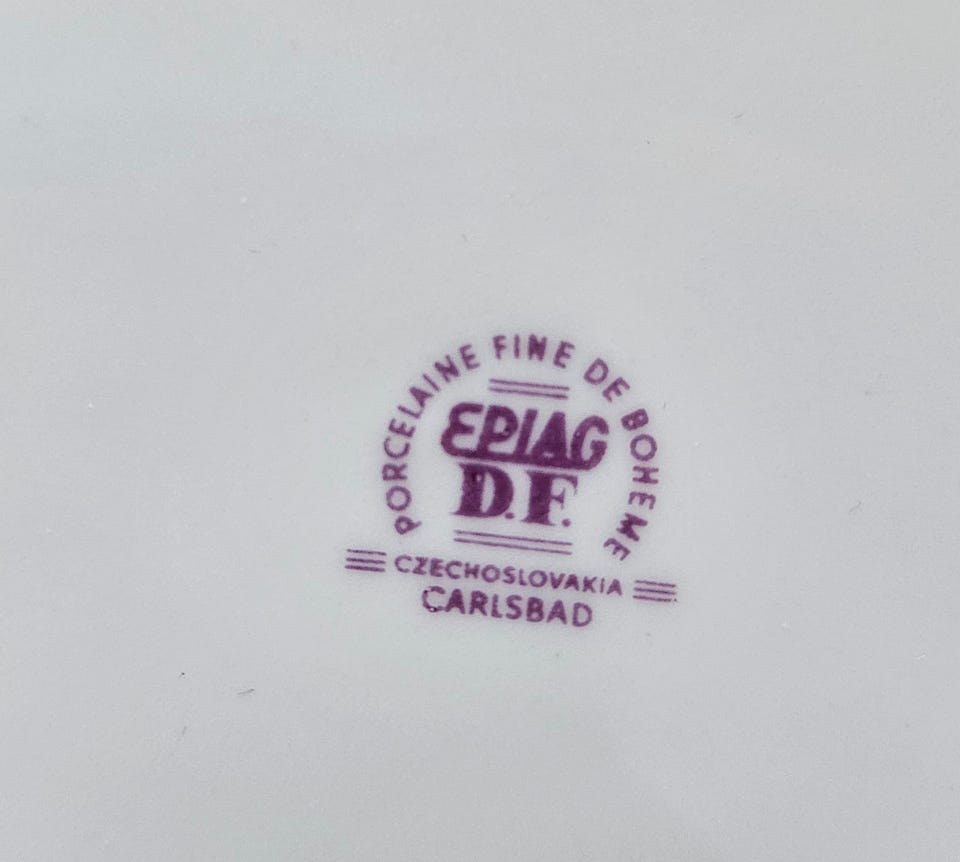 PORCELAINE FINE DE BOHEME
EPIAG
D.F.
CZECHOSLOVAKIA
CARLSBAD